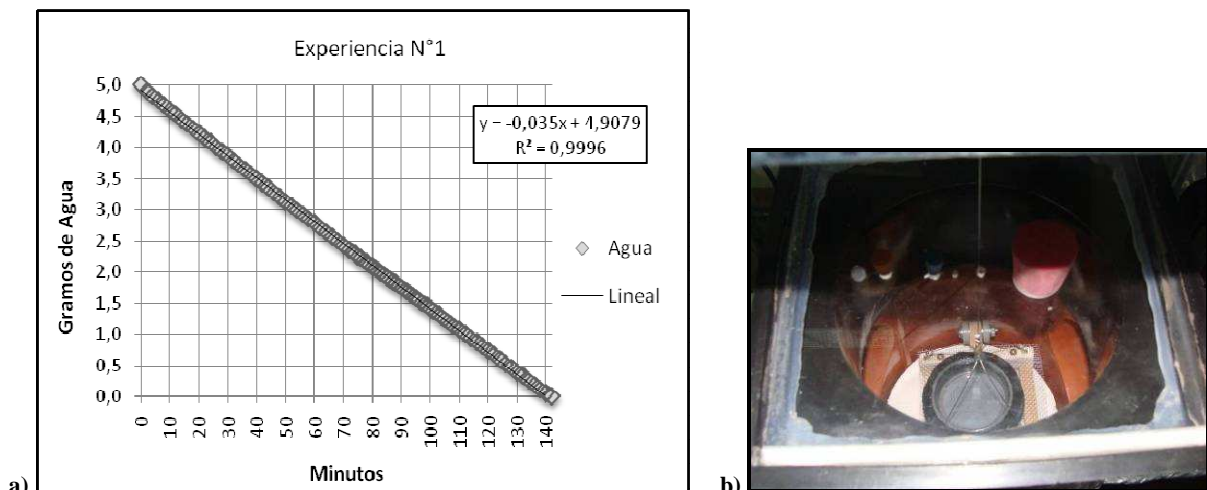 Experiencia N°1
5,0
4,5
4,0
3,5
3,0
2,5
2,0
1,5
1,0
0,5
0,0
Gramos de Agua
y = -0,035x + 4,9079
R² = 0,9996
Agua
Lineal
0
10
20
30
40
50
60
70
80
90
100
110
120
130
140
Minutos
a)
b)